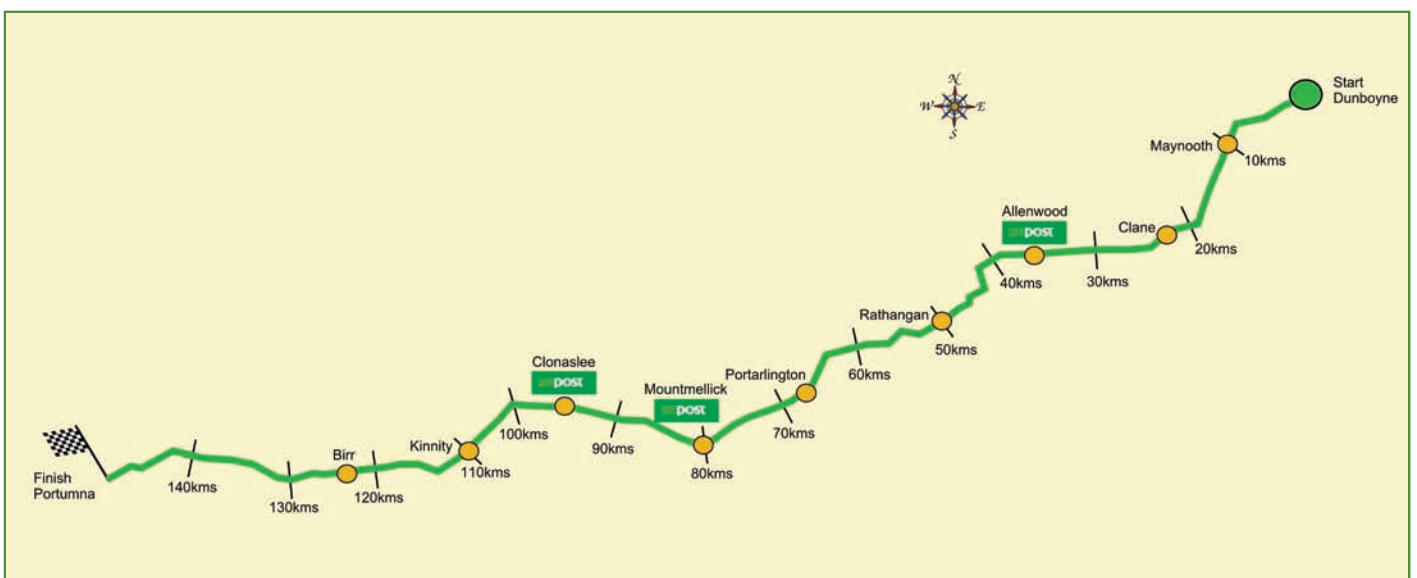 N
W E
S
Start
Dunboyne
Maynooth
10kms
Allenwood
post
Clane
20kms
40kms
30kms
Rathangan
50kms
Clonaslee
post
Portarlington
60kms
Mountmellick
post
100kms
90kms
70kms
Kinnity
110kms
80kms
Birr
120kms
Finish
Portumna
140kms
130kms